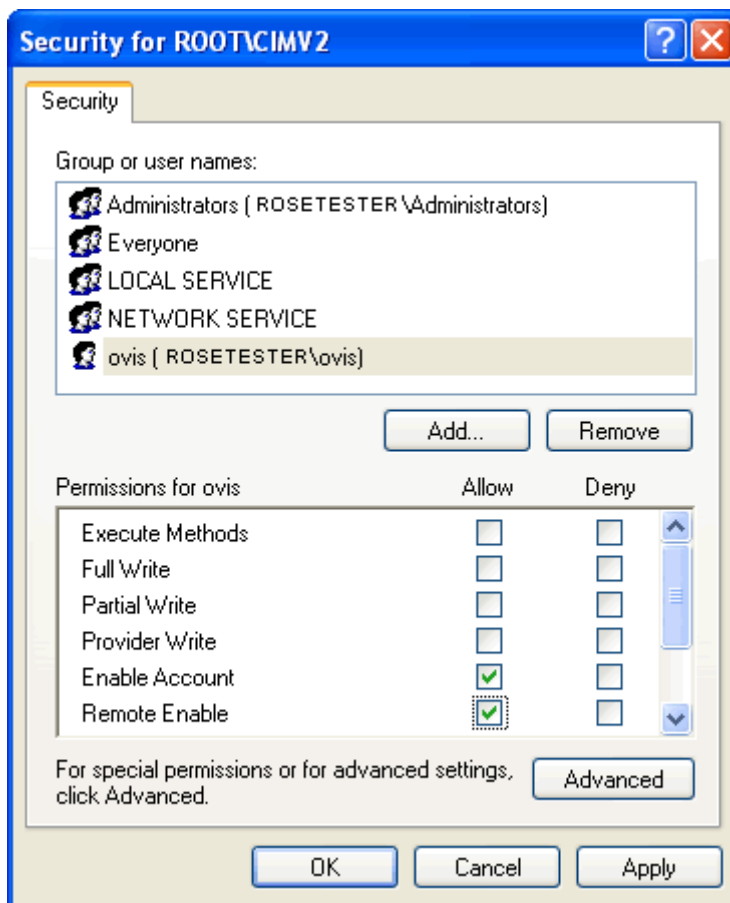 Security for ROOT\CIMV2
Security
Group or user names:
Administrators ( ROSETESTER\Administrators)
Everyone
LOCAL SERVICE
NETWORK SERVICE
ovis ( ROSETESTER\ovis)
Add... Remove
Permissions for ovis Allow Deny
Execute Methods
Full Write
Partial Write
Provider Write
Enable Account
Remote Enable
For special permissions or for advanced settings,
click Advanced.
Advanced
OK Cancel Apply